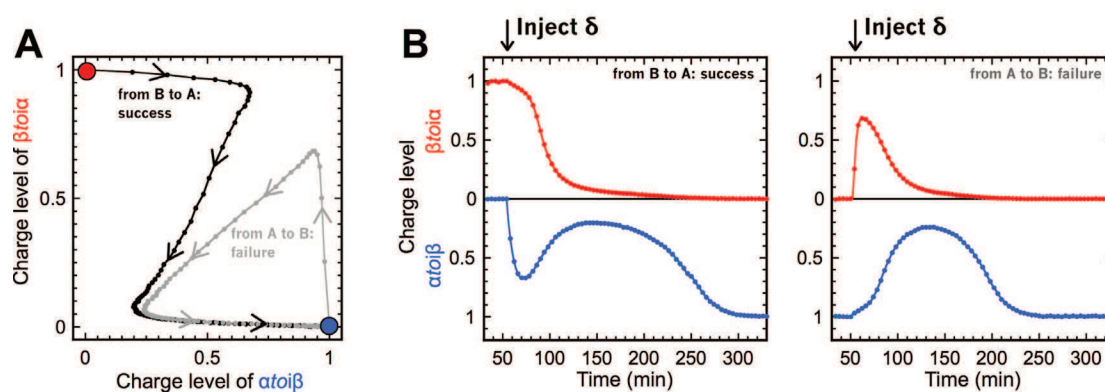 A
1
0.5
0
Charge level of βtoiα
from B to A:
success
from A to B:
failure
0
0.5
1
Charge level of αtoiβ
B
Inject δ
Inject δ
from B to A: success
from A to B: failure
Charge level
βtoiα
αtoiβ
1
0.5
0
0.5
1
50 100 150 200 250 300
Time (min)
1
0.5
0
0.5
1
50 100 150 200 250 300
Time (min)